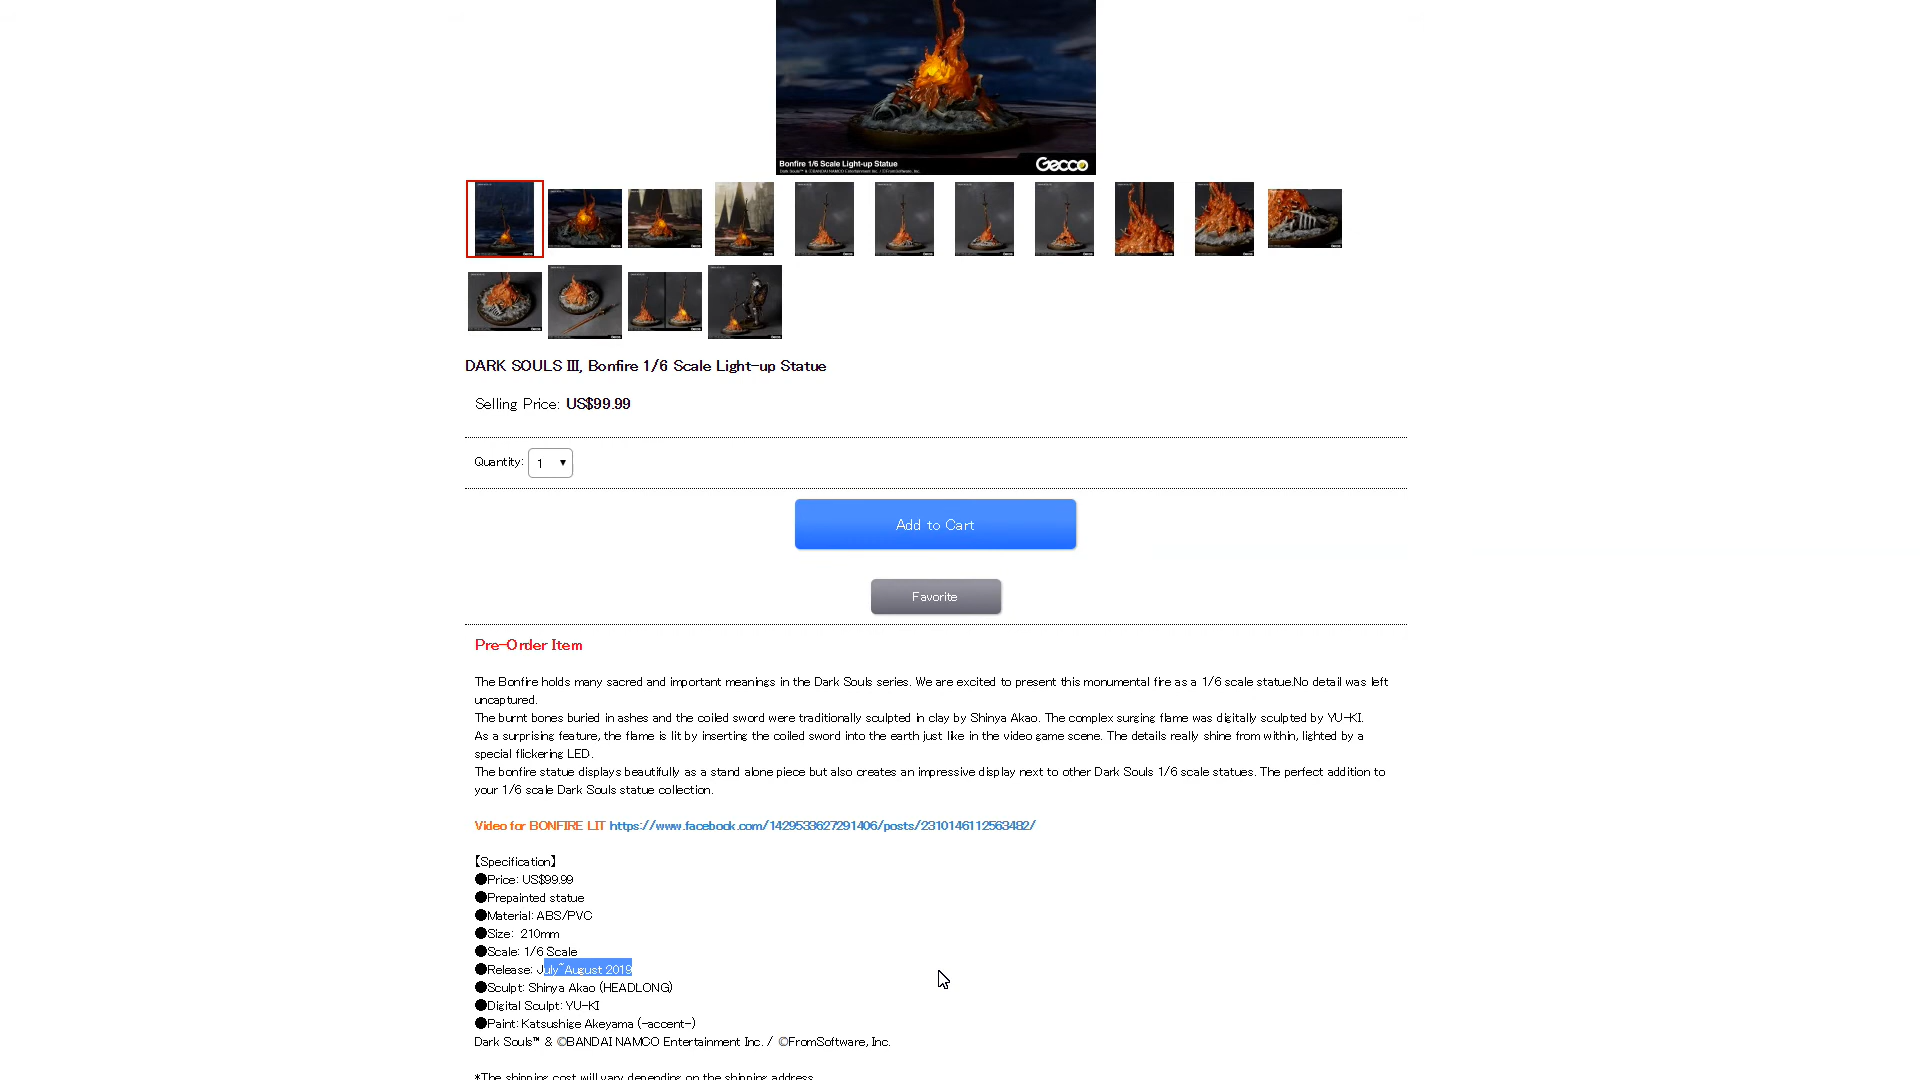 Bonfire 1/6 Scale Light-up Statue
Dark Souls™ & ©BANDAI NAMCO Entertainment Inc. / ©FromSoftware, Inc.
Gecco
DARK SOULS III, Bonfire 1/6 Scale Light-up Statue
Selling Price: US$99.99
Quantity: 1
Add to Cart
Favorite
Pre-Order Item
The Bonfire holds many sacred and important meanings in the Dark Souls series. We are excited to present this monumental fire as a 1/6 scale statue.No detail was left
uncaptured.
The burnt bones buried in ashes and the coiled sword were traditionally sculpted in clay by Shinya Akao. The complex surging flame was digitally sculpted by YU-KI.
As a surprising feature, the flame is lit by inserting the coiled sword into the earth just like in the video game scene. The details really shine from within, lighted by a
special flickering LED.
The bonfire statue displays beautifully as a stand alone piece but also creates an impressive display next to other Dark Souls 1/6 scale statues. The perfect addition to
your 1/6 scale Dark Souls statue collection.
Video for BONFIRE LIT https://www.facebook.com/1429533627291406/posts/2310146112563482/
【Specification】
●Price: US$99.99
●Prepainted statue
●Material: ABS/PVC
●Size: 210mm
●Scale: 1/6 Scale
●Release: July~August 2019
●Sculpt: Shinya Akao (HEADLONG)
●Digital Sculpt: YU-KI
●Paint: Katsushige Akeyama (-accent-)
Dark Souls™ & ©BANDAI NAMCO Entertainment Inc. / ©FromSoftware, Inc.
*The shipping cost will vary depending on the shipping address.